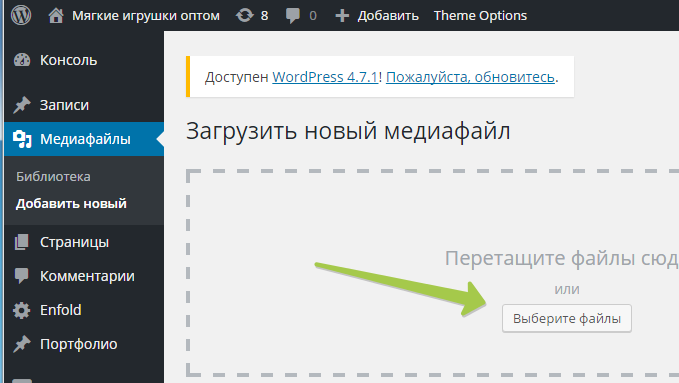 Мягкие игрушки оптом 8 0 Добавить Theme Options
Консоль
Доступен WordPress 4.7.1! Пожалуйста, обновитесь.
Записи
Медиафайлы
Загрузить новый медиафайл
Библиотека
Добавить новый
Страницы
Комментарии
Enfold
Портфолио
Перетащите файлы сюд
или
Выберите файлы